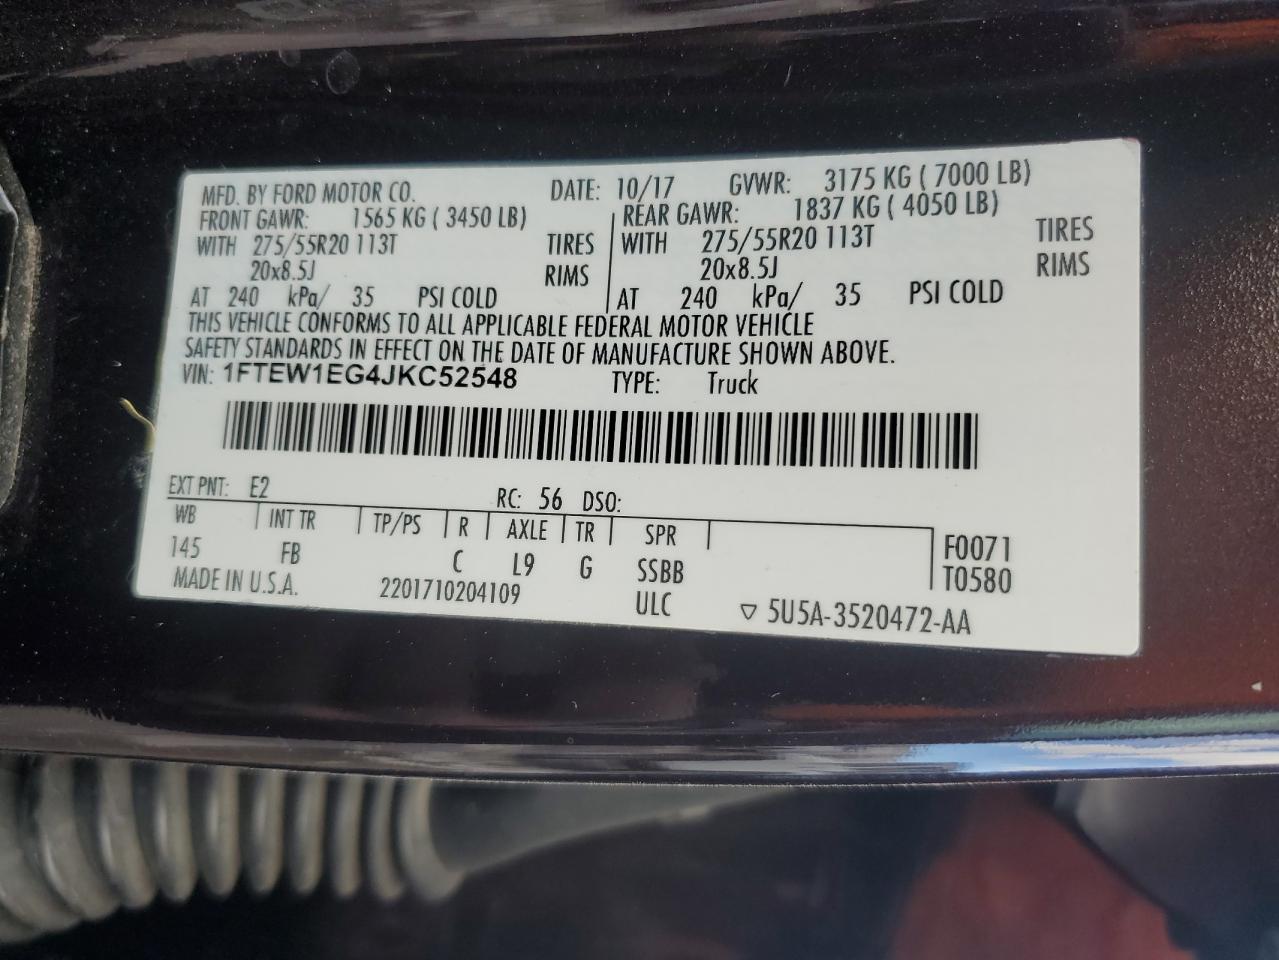 MFD. BY FORD MOTOR CO. DATE: 10/17 GVWR: 3175 KG ( 7000 LB)
FRONT GAWR: 1565 KG ( 3450 LB) REAR GAWR: 1837 KG ( 4050 LB)
WITH 275/55R20 113T TIRES WITH 275/55R20 113T TIRES
20x8.5J RIMS 20x8.5J RIMS
AT 240 kPa/ 35 PSI COLD AT 240 kPa/ 35 PSI COLD
THIS VEHICLE CONFORMS TO ALL APPLICABLE FEDERAL MOTOR VEHICLE
SAFETY STANDARDS IN EFFECT ON THE DATE OF MANUFACTURE SHOWN ABOVE.
VIN: 1FTEW1EG4JKC52548 TYPE: Truck
EXT PNT: E2 RC: 56 DSO:
WB INT TR TP/PS R AXLE TR SPR F0071
145 FB C L9 G SSBB T0580
MADE IN U.S.A. 2201710204109 ULC ▽ 5U5A-3520472-AA